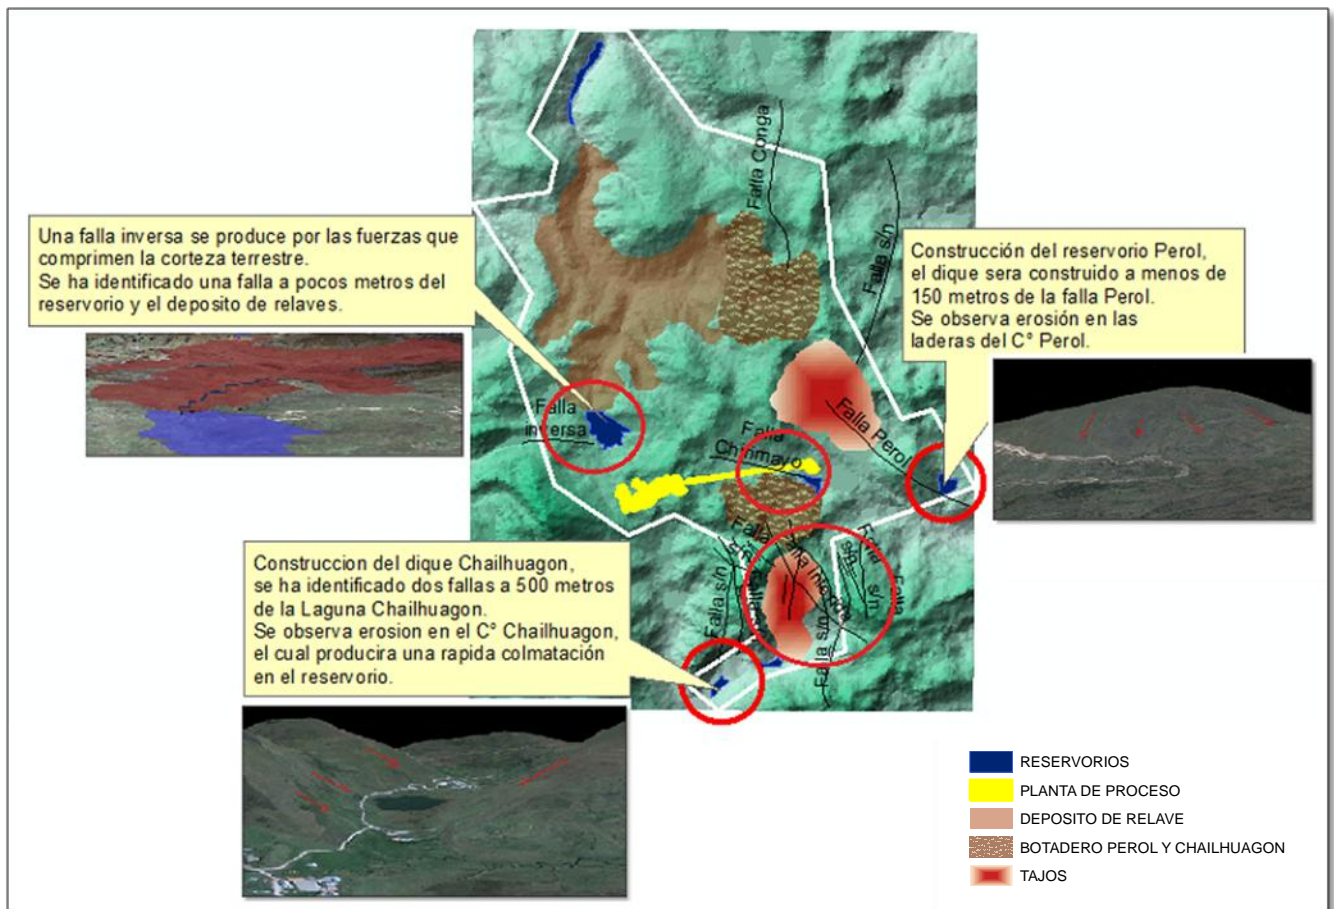 Una falla inversa se produce por las fuerzas que
comprimen la corteza terrestre.
Se ha identificado una falla a pocos metros del
reservorio y el deposito de relaves.
Construcción del reservorio Perol,
el dique sera construido a menos de
150 metros de la falla Perol.
Se observa erosión en las
laderas del C° Perol.
Construccion del dique Chailhuagon,
se ha identificado dos fallas a 500 metros
de la Laguna Chailhuagon.
Se observa erosion en el C° Chailhuagon,
el cual producira una rapida colmatación
en el reservorio.
Falla Conga
Falla s/n
Falla
inversa
Falla Perol
Falla
Chirimayo
Falla s/n
Falla s/n
Falla
s/n
Falla
s/n
RESERVORIOS
PLANTA DE PROCESO
DEPOSITO DE RELAVE
BOTADERO PEROL Y CHAILHUAGON
TAJOS